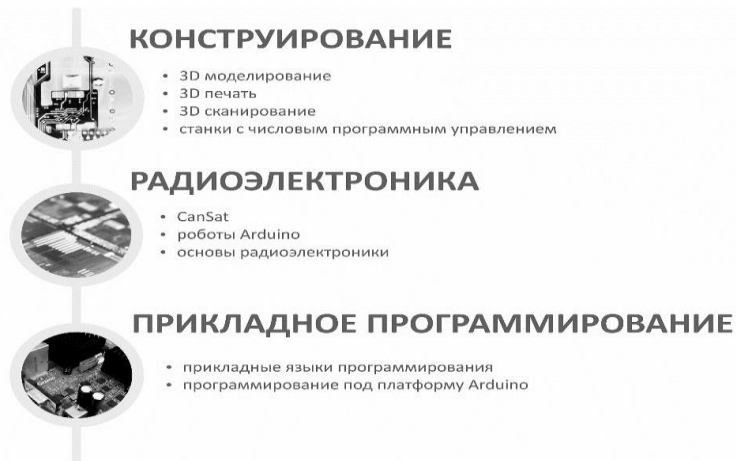 КОНСТРУИРОВАНИЕ
• 3D моделирование
• 3D печать
• 3D сканирование
• станки с числовым программным управлением
РАДИОЭЛЕКТРОНИКА
• CanSat
• роботы Arduino
• основы радиоэлектроники
ПРИКЛАДНОЕ ПРОГРАММИРОВАНИЕ
• прикладные языки программирования
• программирование под платформу Arduino